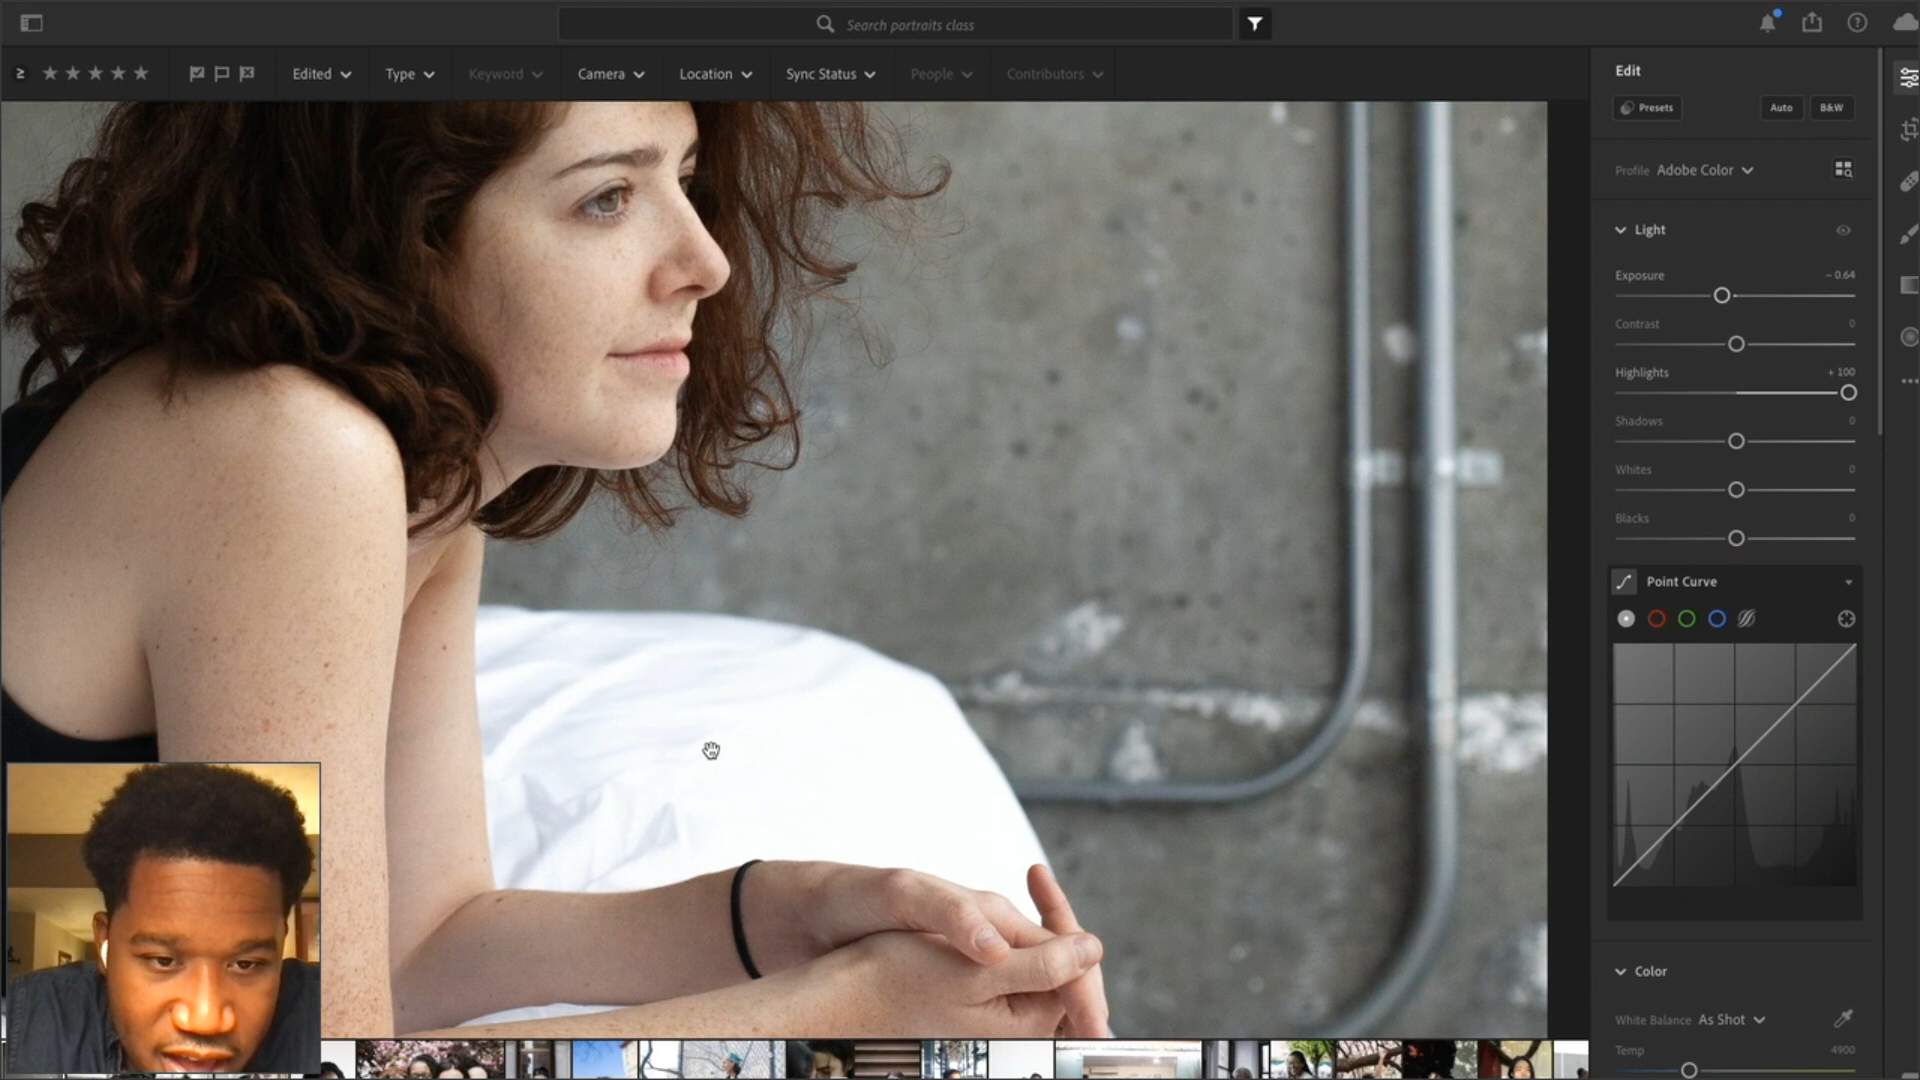 Search portraits class
≥ Edited Type Keyword Camera Location Sync Status People Contributors
Edit
Presets Auto B&W
Profile Adobe Color
Light
Exposure − 0.64
Contrast 0
Highlights + 100
Shadows 0
Whites 0
Blacks 0
Point Curve
Color
White Balance As Shot
Temp 4900